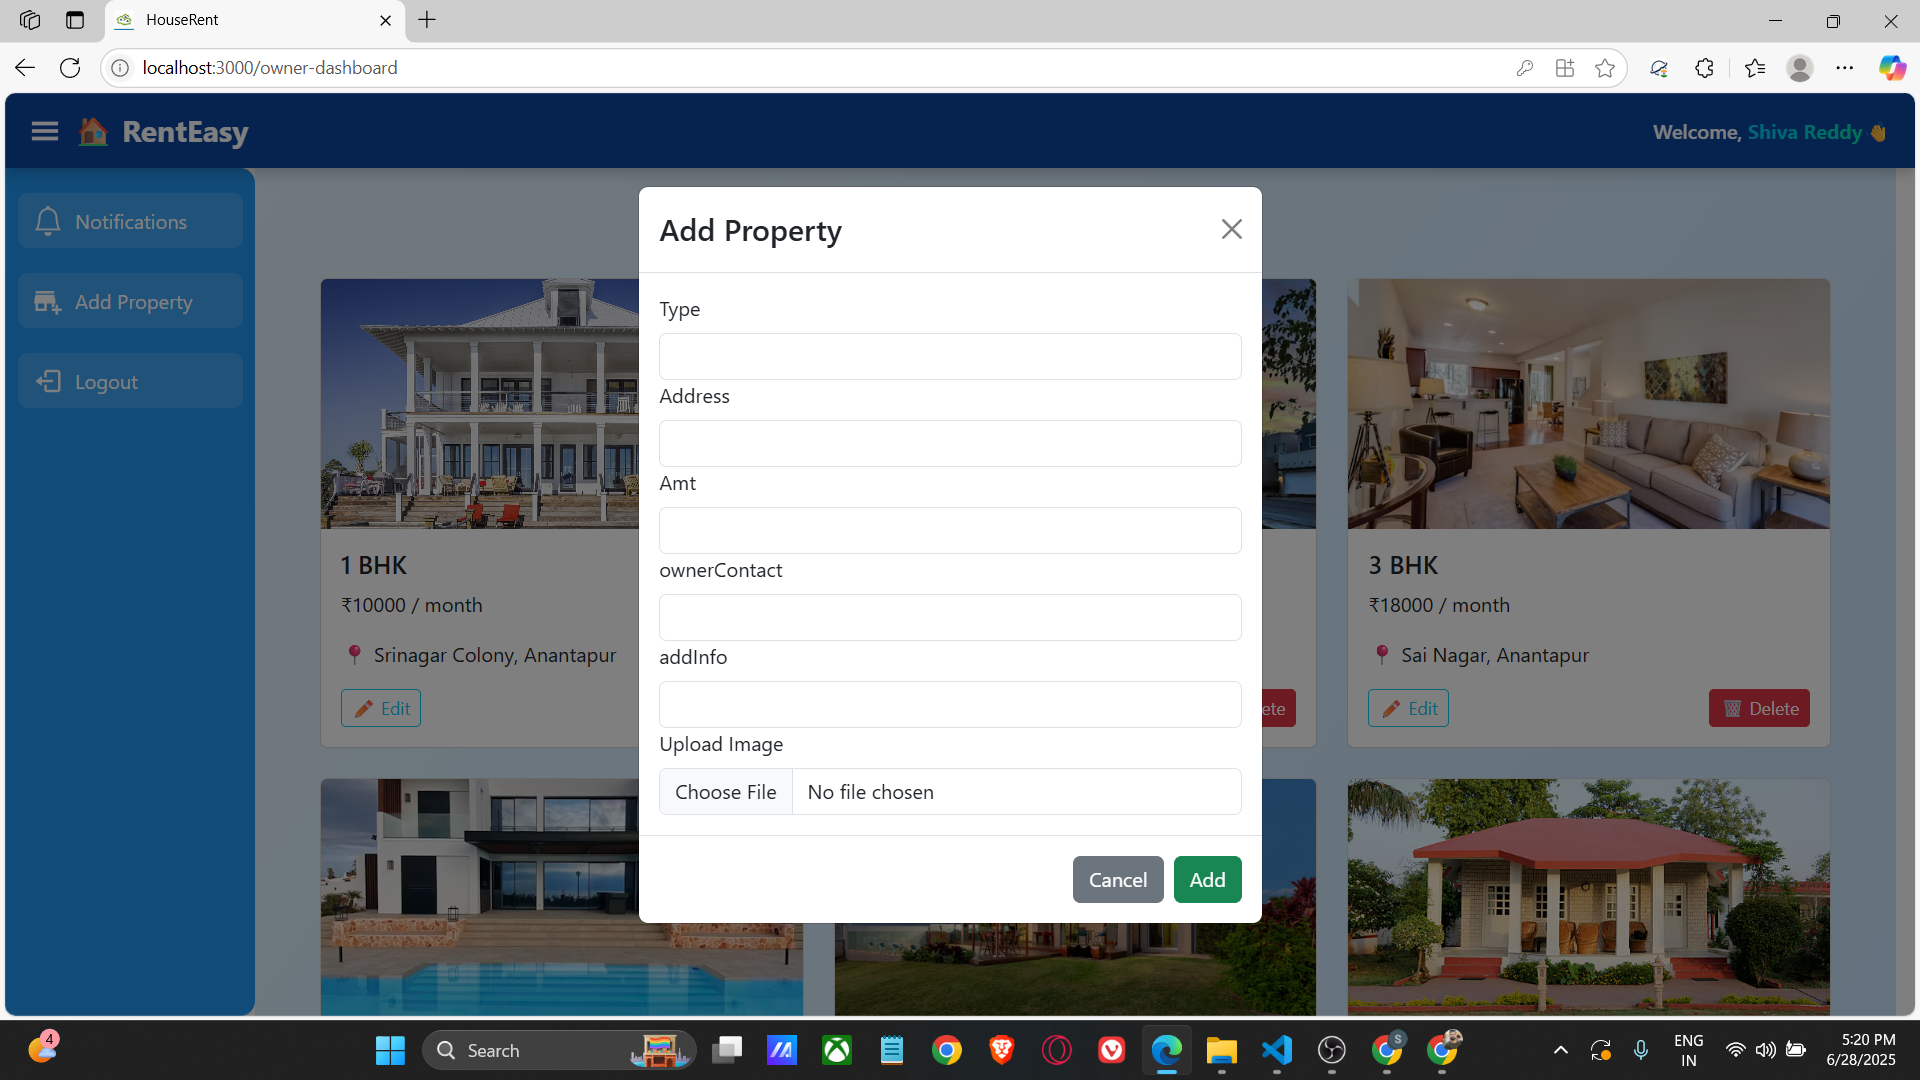 HouseRent
localhost:3000/owner-dashboard
RentEasy
Welcome, Shiva Reddy 👋
Notifications
Add Property
Logout
Add Property
Type
Address
Amt
ownerContact
addInfo
Upload Image
Choose File No file chosen
Cancel Add
1 BHK
₹10000 / month
📍 Srinagar Colony, Anantapur
Edit
ete
3 BHK
₹18000 / month
📍 Sai Nagar, Anantapur
Edit Delete
4
Search
S
ENG
IN
5:20 PM
6/28/2025